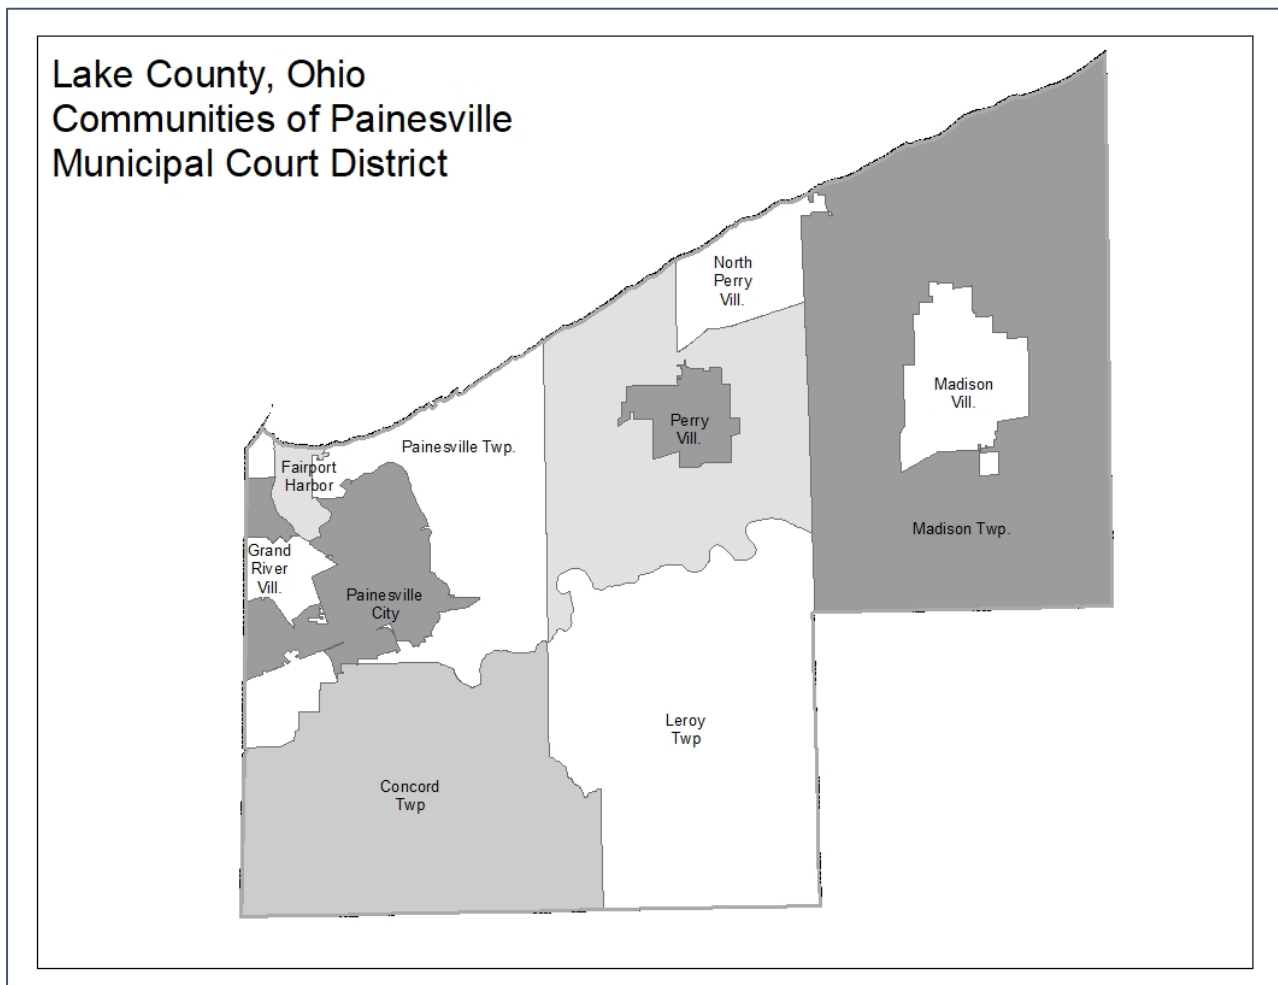 Lake County, Ohio
Communities of Painesville
Municipal Court District
North
Perry
Vill.
Madison
Vill.
Perry
Vill.
Painesville Twp.
Fairport
Harbor
Madison Twp.
Grand
River
Vill.
Painesville
City
Leroy
Twp
Concord
Twp